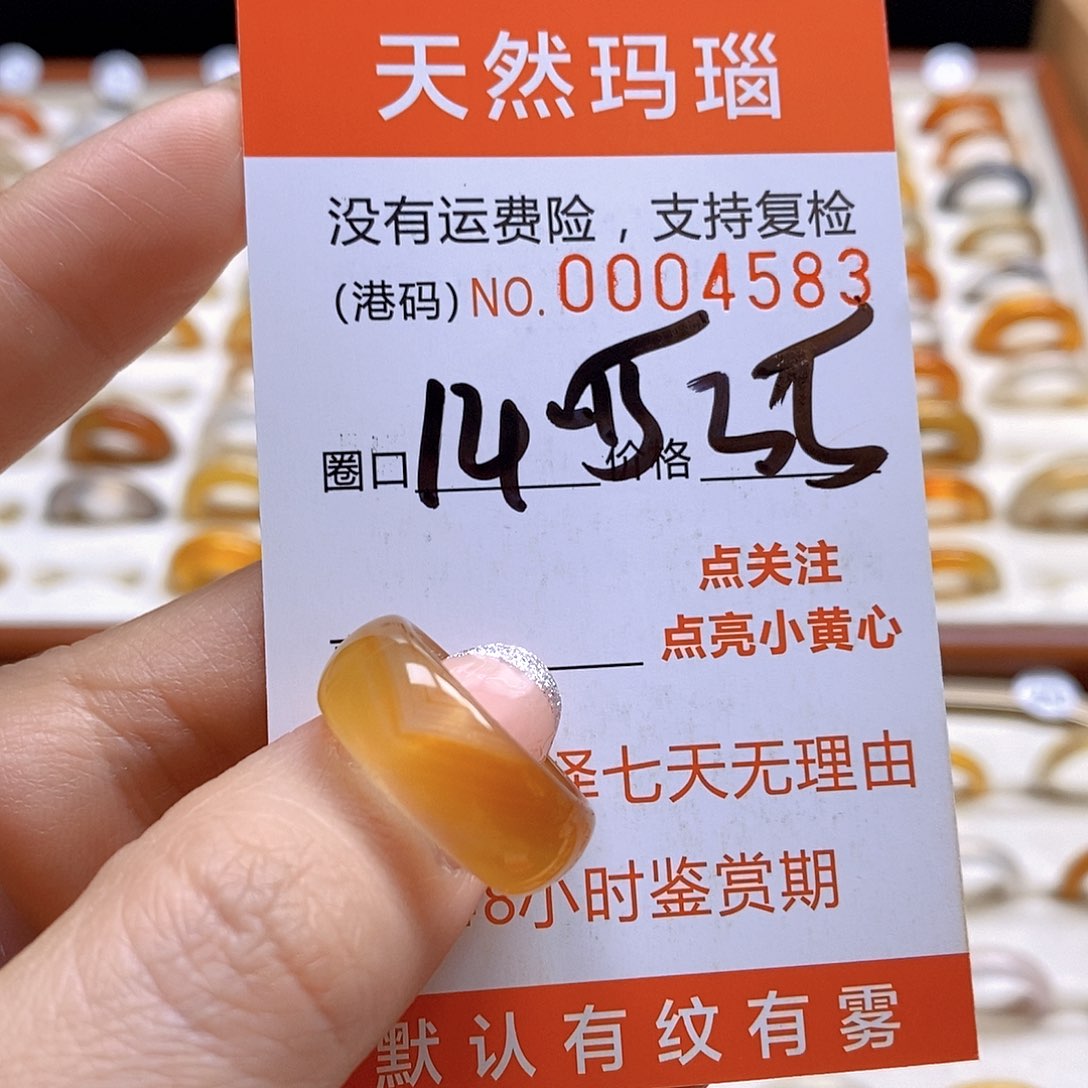 天然玛瑙
没有运费险，支持复检
(港码) NO. 0004583
圈口 14 价格
点关注
点亮小黄心
择七天无理由
8小时鉴赏期
默认有纹有雾